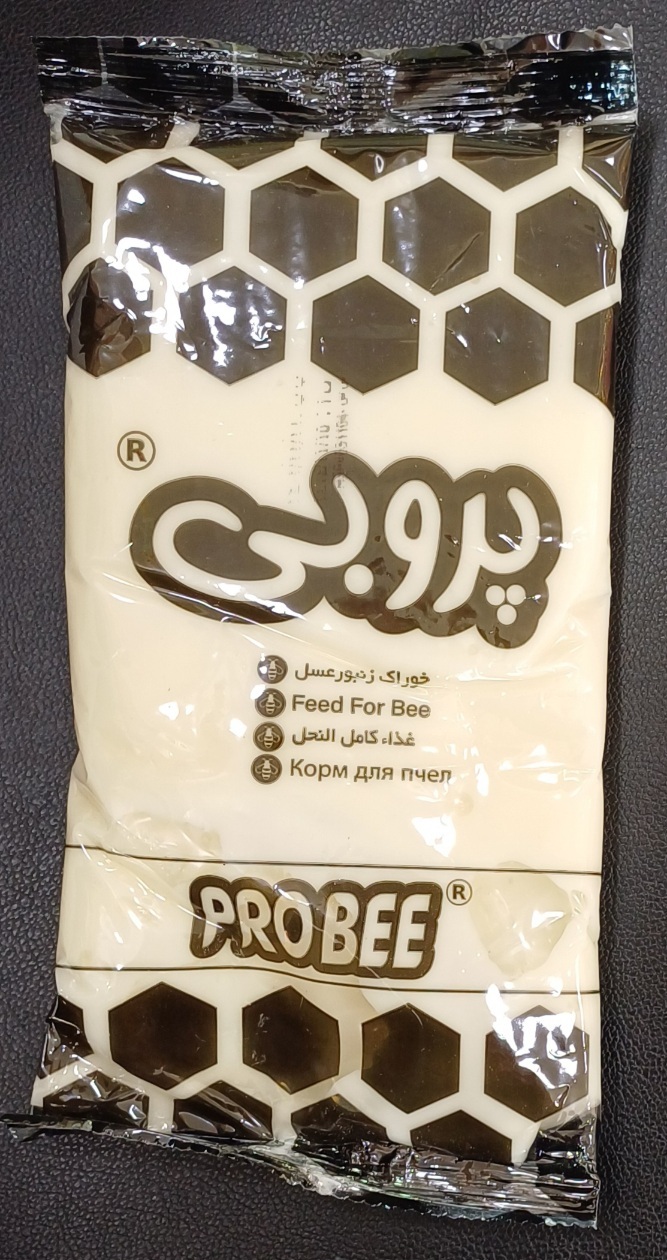 ®
پروبی
خوراک زنبورعسل
Feed For Bee
غذاء كامل النحل
Корм для пчел
PROBEE ®